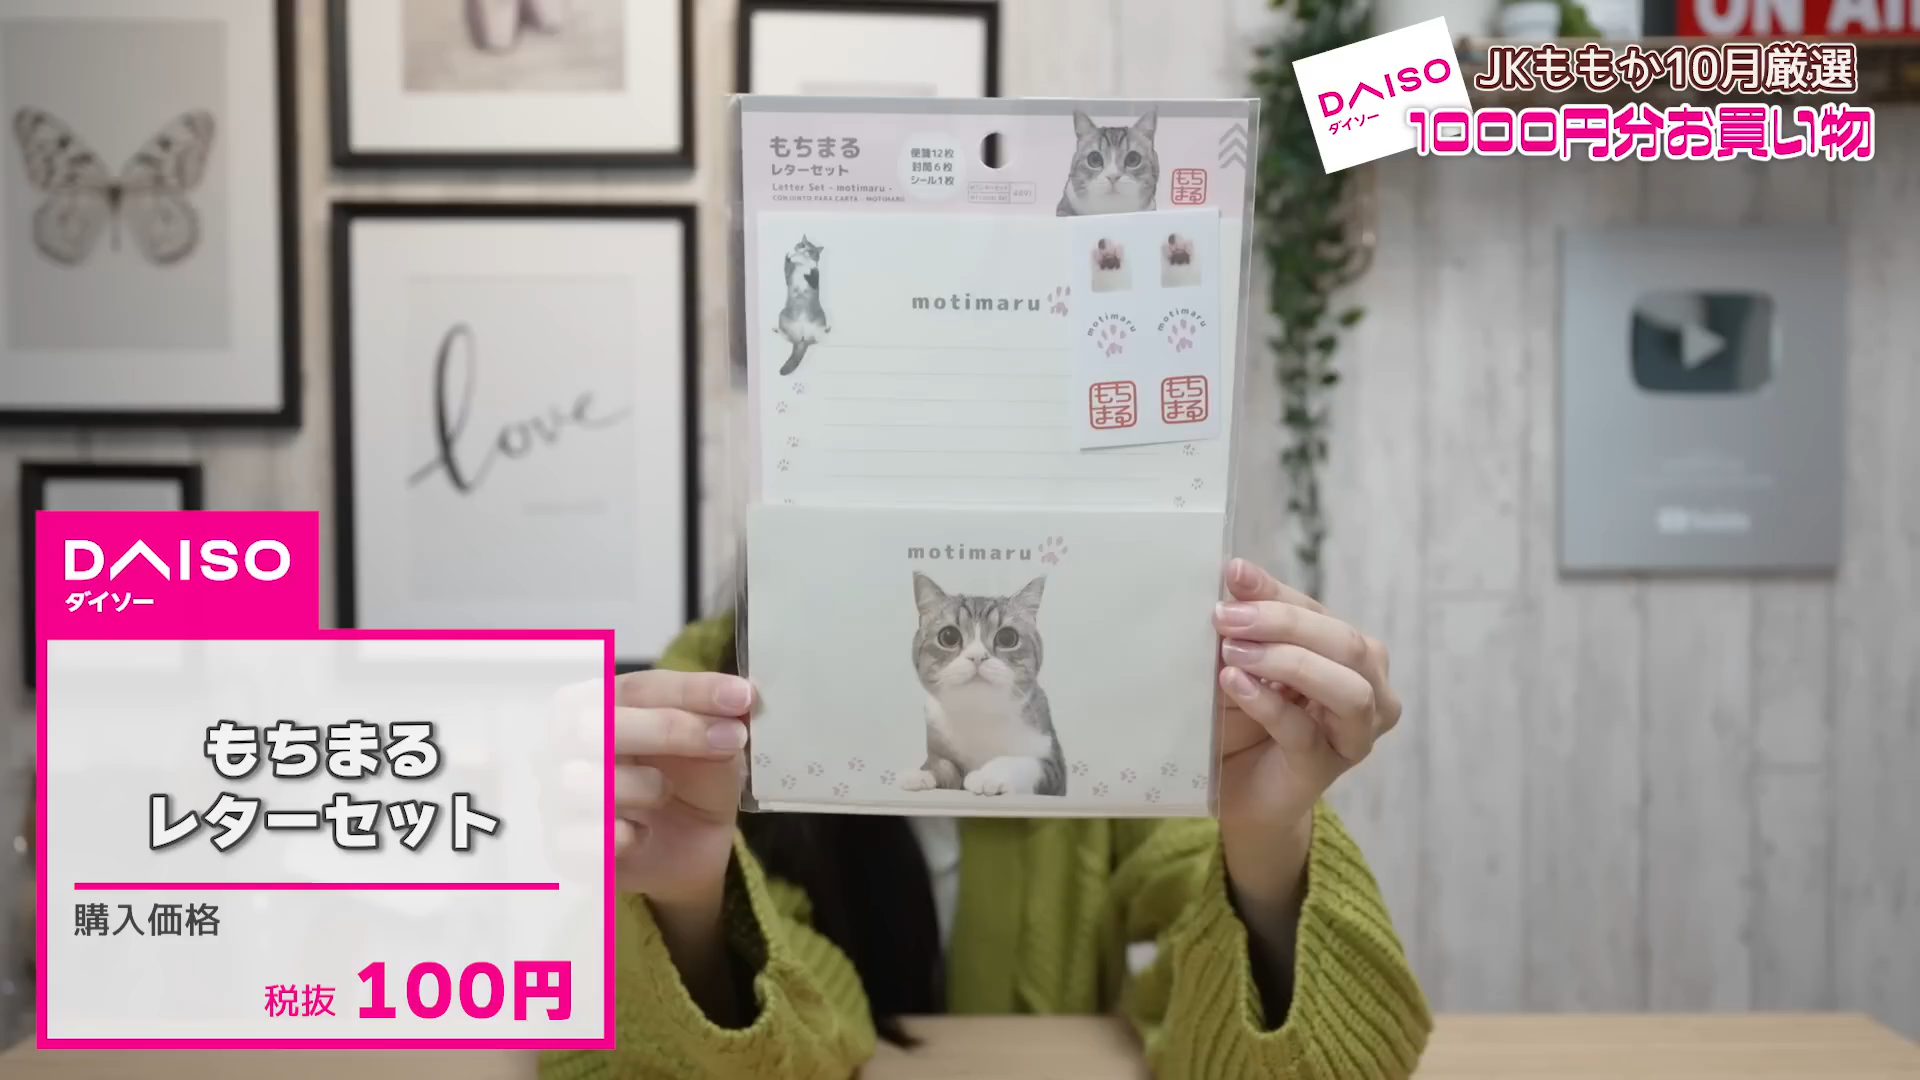 ON AI
DAISO
ダイソー
JKももか10月厳選
1000円分お買い物
もちまる
レターセット
Letter Set - motimaru -
CONJUNTO PARA CARTA - MOTIMARU
便箋12枚
封筒6枚
シール1枚
もち
まる
motimaru
motimaru
motimaru
もち
まる
もち
まる
love
motimaru
DAISO
ダイソー
もちまる
レターセット
購入価格
税抜 100円